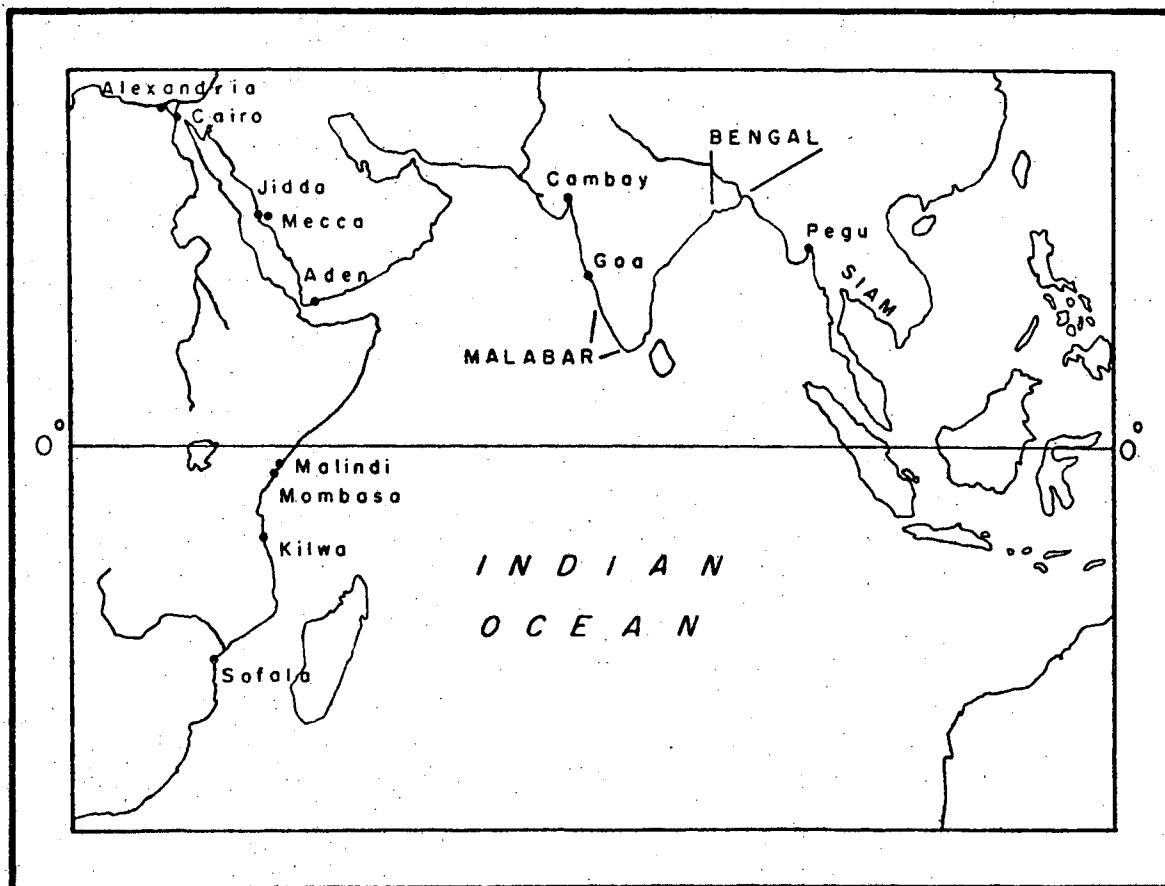 Alexandria
Cairo
BENGAL
Jidda
Cambay
Mecca
Pegu
Aden
Goa
SIAM
MALABAR
0°
0°
Malindi
Mombasa
Kilwa
INDIAN
OCEAN
Sofala